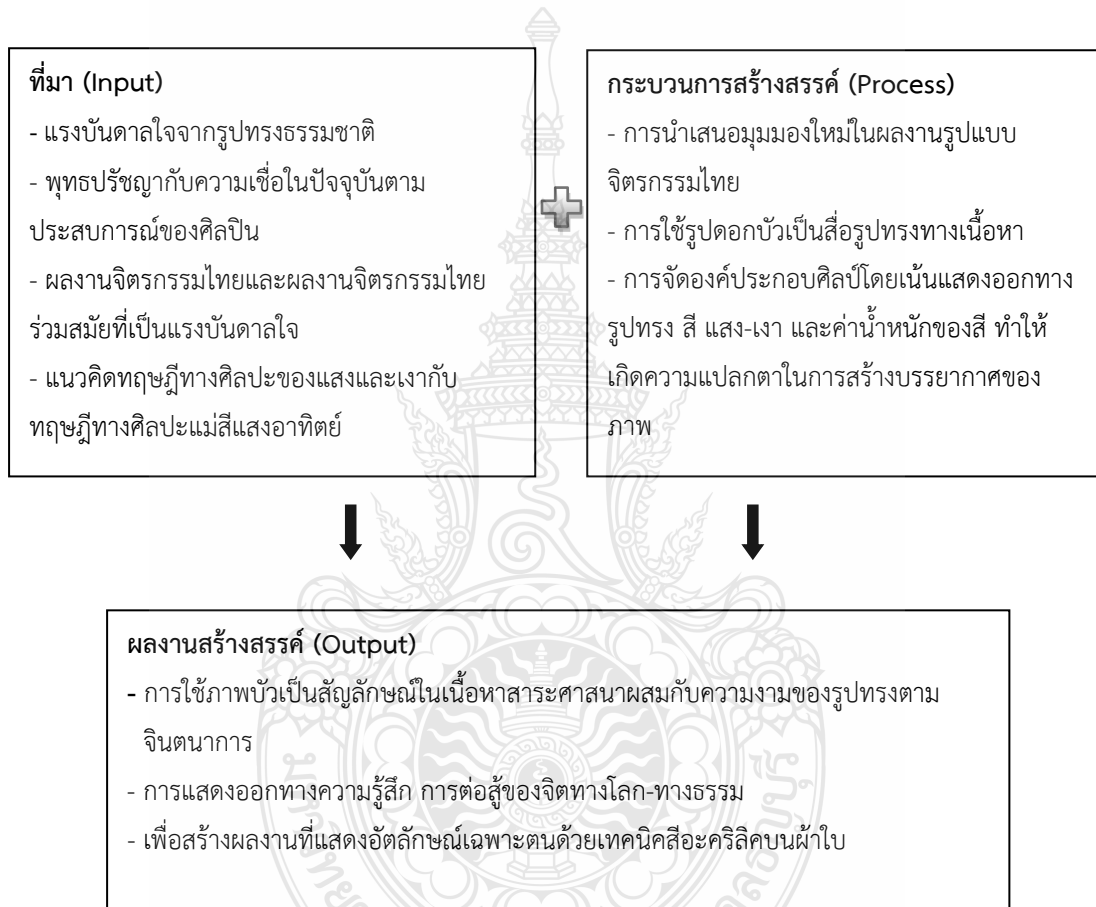 ที่มา (Input)
- แรงบันดาลใจจากรูปทรงธรรมชาติ
- พุทธปรัชญากับความเชื่อในปัจจุบันตาม
ประสบการณ์ของศิลปิน
- ผลงานจิตรกรรมไทยและผลงานจิตรกรรมไทย
ร่วมสมัยที่เป็นแรงบันดาลใจ
- แนวคิดทฤษฎีทางศิลปะของแสงและเงากับ
ทฤษฎีทางศิลปะแม่สีแสงอาทิตย์
กระบวนการสร้างสรรค์ (Process)
- การนำเสนอมุมมองใหม่ในผลงานรูปแบบ
จิตรกรรมไทย
- การใช้รูปดอกบัวเป็นสื่อรูปทรงทางเนื้อหา
- การจัดองค์ประกอบศิลป์โดยเน้นแสดงออกทาง
รูปทรง สี แสง-เงา และค่าน้ำหนักของสี ทำให้
เกิดความแปลกตาในการสร้างบรรยากาศของ
ภาพ
ผลงานสร้างสรรค์ (Output)
- การใช้ภาพบัวเป็นสัญลักษณ์ในเนื้อหาสาระศาสนาผสมกับความงามของรูปทรงตาม
จินตนาการ
- การแสดงออกทางความรู้สึก การต่อสู้ของจิตทางโลก-ทางธรรม
- เพื่อสร้างผลงานที่แสดงอัตลักษณ์เฉพาะตนด้วยเทคนิคสีอะคริลิคบนผ้าใบ